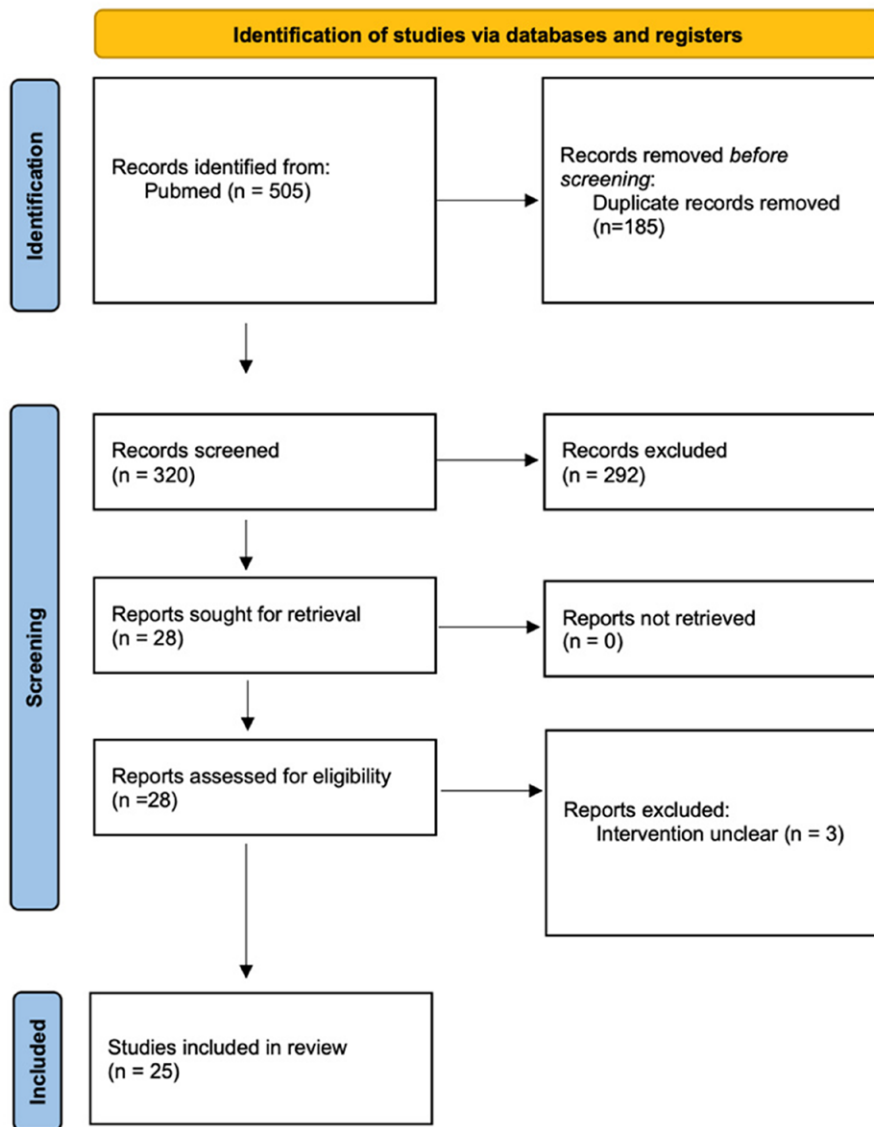 Identification of studies via databases and registers
Identification
Records identified from:
Pubmed (n = 505)
Records removed before
screening:
Duplicate records removed
(n=185)
Screening
Records screened
(n = 320)
Records excluded
(n = 292)
Reports sought for retrieval
(n = 28)
Reports not retrieved
(n = 0)
Reports assessed for eligibility
(n =28)
Reports excluded:
Intervention unclear (n = 3)
Included
Studies included in review
(n = 25)